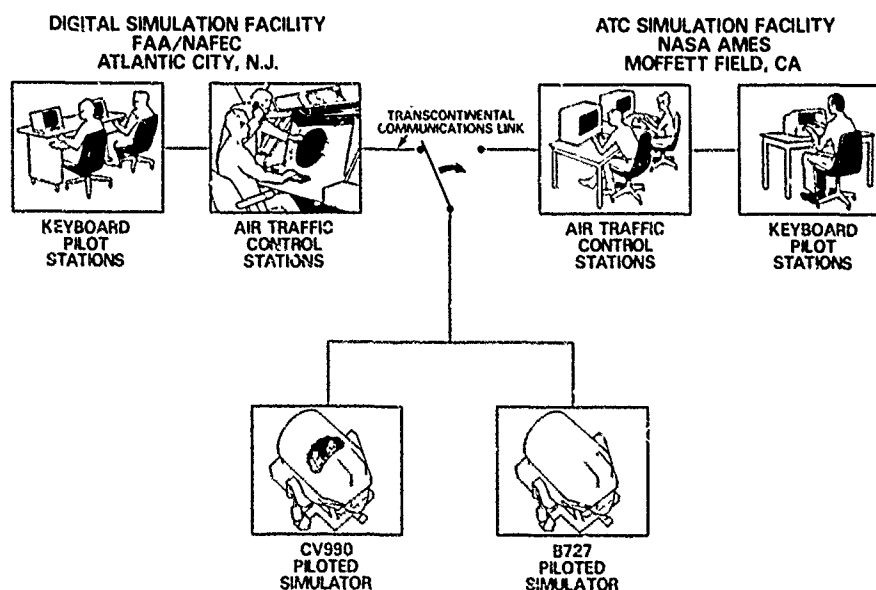 DIGITAL SIMULATION FACILITY
FAA/NAFEC
ATLANTIC CITY, N.J.
ATC SIMULATION FACILITY
NASA AMES
MOFFETT FIELD, CA
TRANSCONTINENTAL
COMMUNICATIONS LINK
KEYBOARD
PILOT
STATIONS
AIR TRAFFIC
CONTROL
STATIONS
AIR TRAFFIC
CONTROL
STATIONS
KEYBOARD
PILOT
STATIONS
CV990
PILOTED
SIMULATOR
B727
PILOTED
SIMULATOR